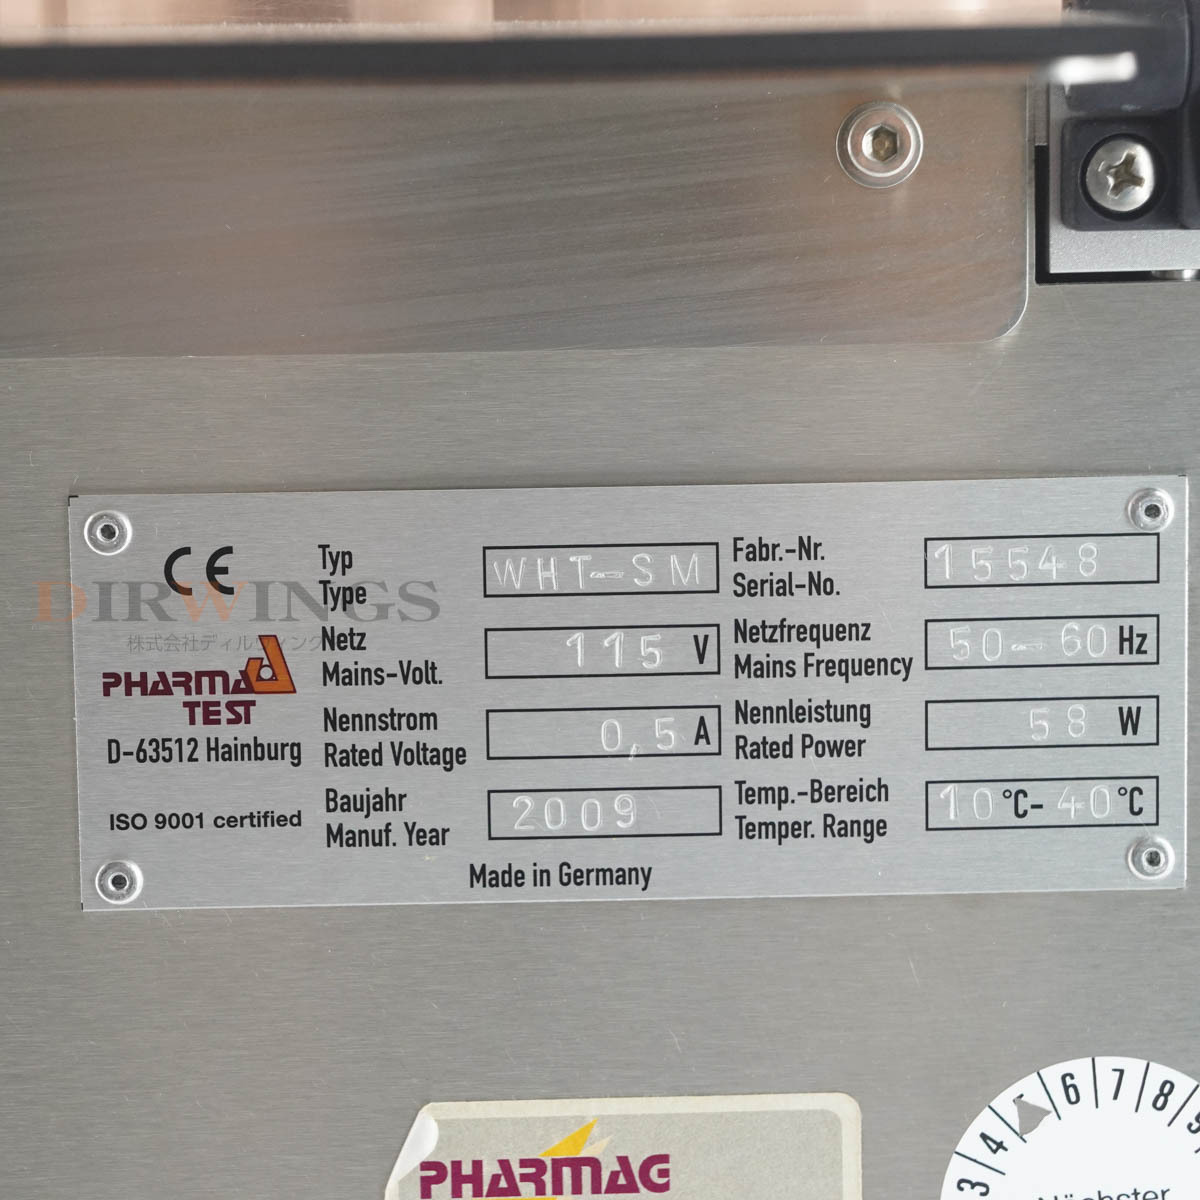 CE
DIRWINGS
株式会社ディルウィング
PHARMA
TEST
D-63512 Hainburg
ISO 9001 certified
Typ
Type
WHT-SM
Fabr.-Nr.
Serial-No.
15548
Netz
Mains-Volt.
115 V
Netzfrequenz
Mains Frequency
50-60 Hz
Nennstrom
Rated Voltage
0,5 A
Nennleistung
Rated Power
58 W
Baujahr
Manuf. Year
2009
Temp.-Bereich
Temper. Range
10°C- 40°C
Made in Germany
PHARMAG
3 4 6 7 8
Nächster